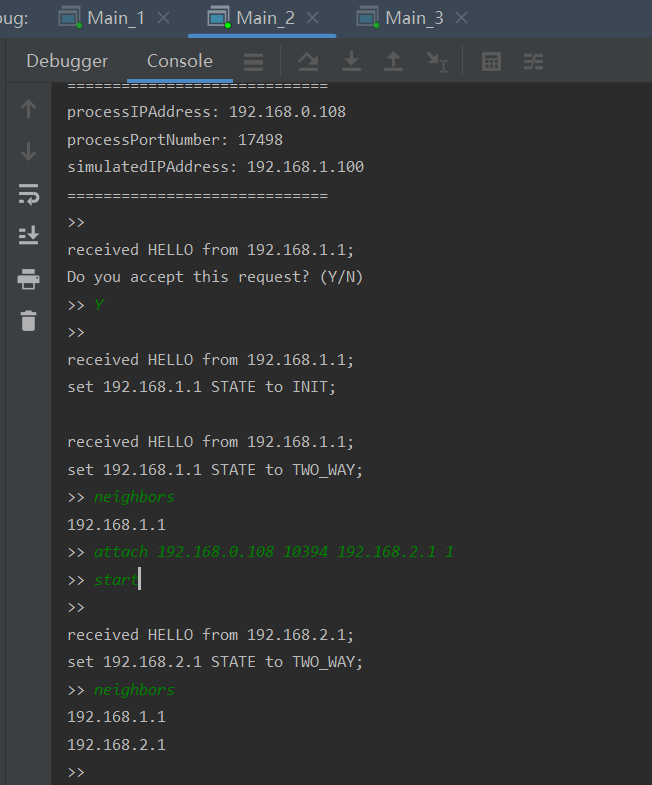 bug:
Main_1
Main_2
Main_3
Debugger
Console
=============================
processIPAddress: 192.168.0.108
processPortNumber: 17498
simulatedIPAddress: 192.168.1.100
=============================
>>
received HELLO from 192.168.1.1;
Do you accept this request? (Y/N)
>> Y
>>
received HELLO from 192.168.1.1;
set 192.168.1.1 STATE to INIT;
received HELLO from 192.168.1.1;
set 192.168.1.1 STATE to TWO_WAY;
>> neighbors
192.168.1.1
>> attach 192.168.0.108 10394 192.168.2.1 1
>> start
>>
received HELLO from 192.168.2.1;
set 192.168.2.1 STATE to TWO_WAY;
>> neighbors
192.168.1.1
192.168.2.1
>>